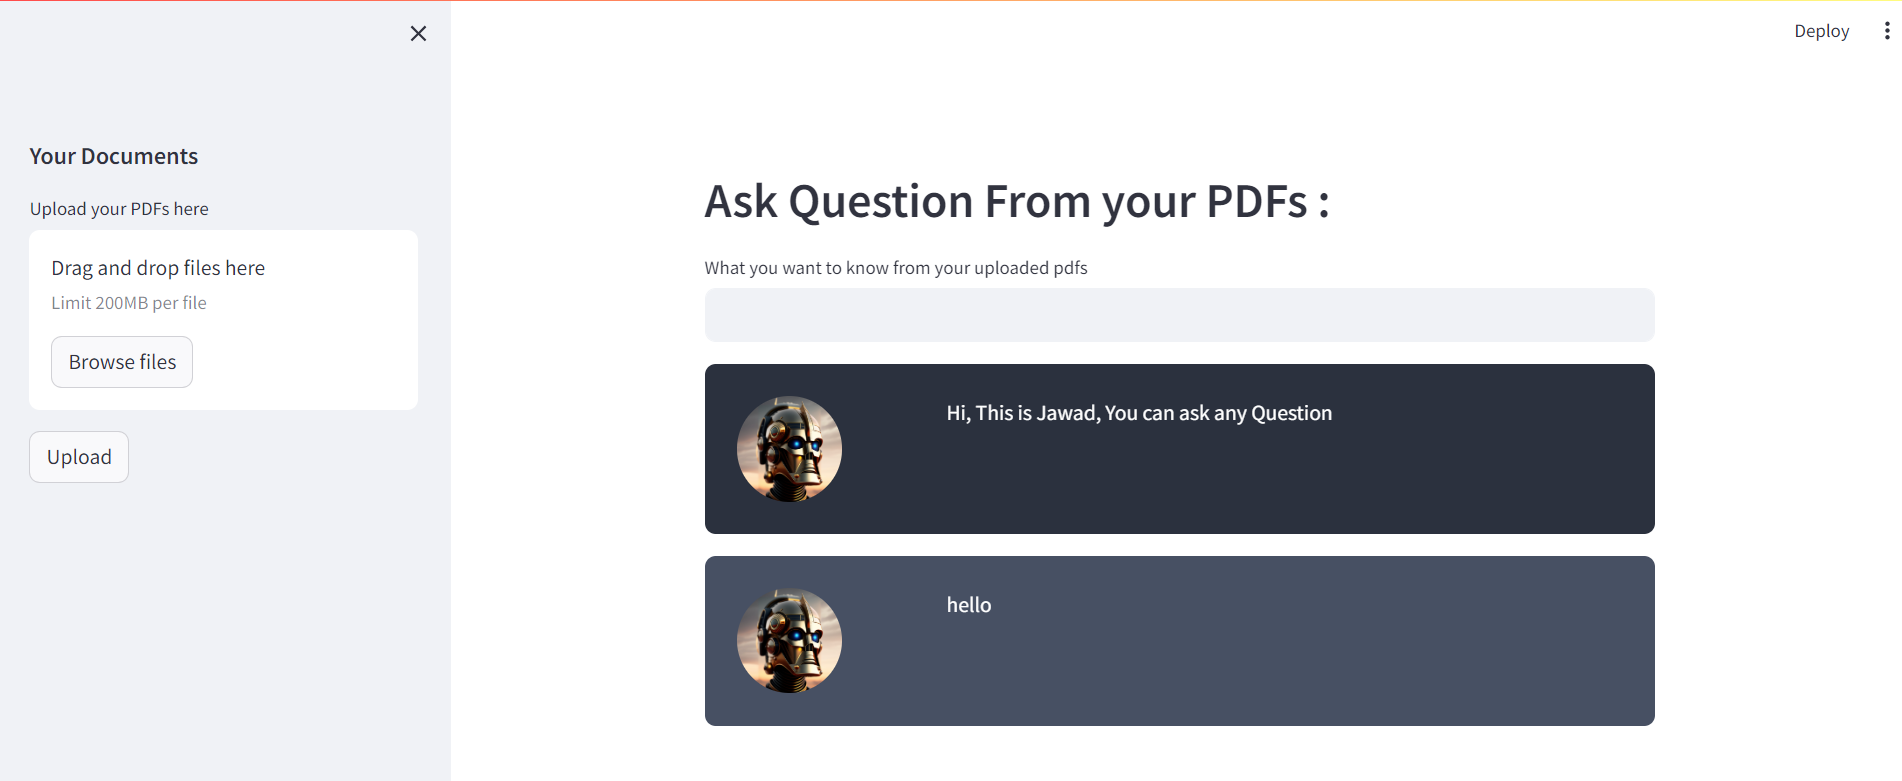 Deploy
Your Documents
Upload your PDFs here
Drag and drop files here
Limit 200MB per file
Browse files
Upload
Ask Question From your PDFs :
What you want to know from your uploaded pdfs
Hi, This is Jawad, You can ask any Question
hello